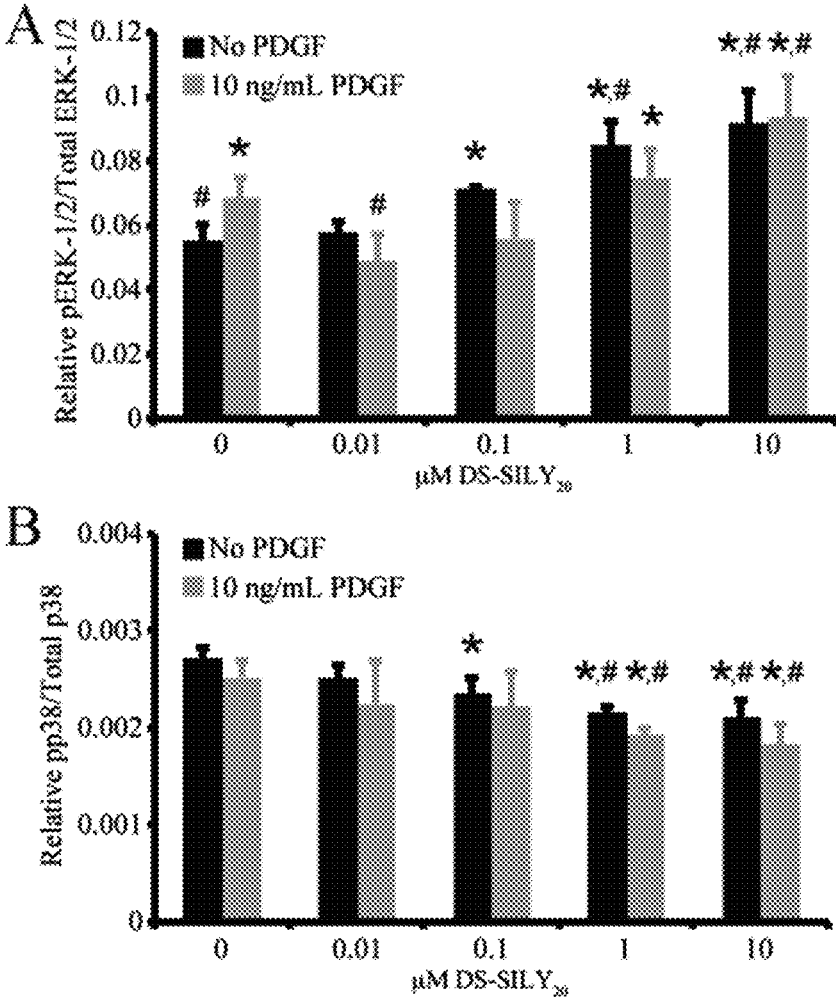 A
Relative pERK-1/2/Total ERK-1/2
0.12
0.1
0.08
0.06
0.04
0.02
0
No PDGF
10 ng/mL PDGF
# *
#
*
*,# *
*,# *,#
0 0.01 0.1 1 10
μM DS-SILY₂₀
B
Relative pp38/Total p38
0.004
0.003
0.002
0.001
0
No PDGF
10 ng/mL PDGF
*
*,# *,#
*,# *,#
0 0.01 0.1 1 10
μM DS-SILY₂₀